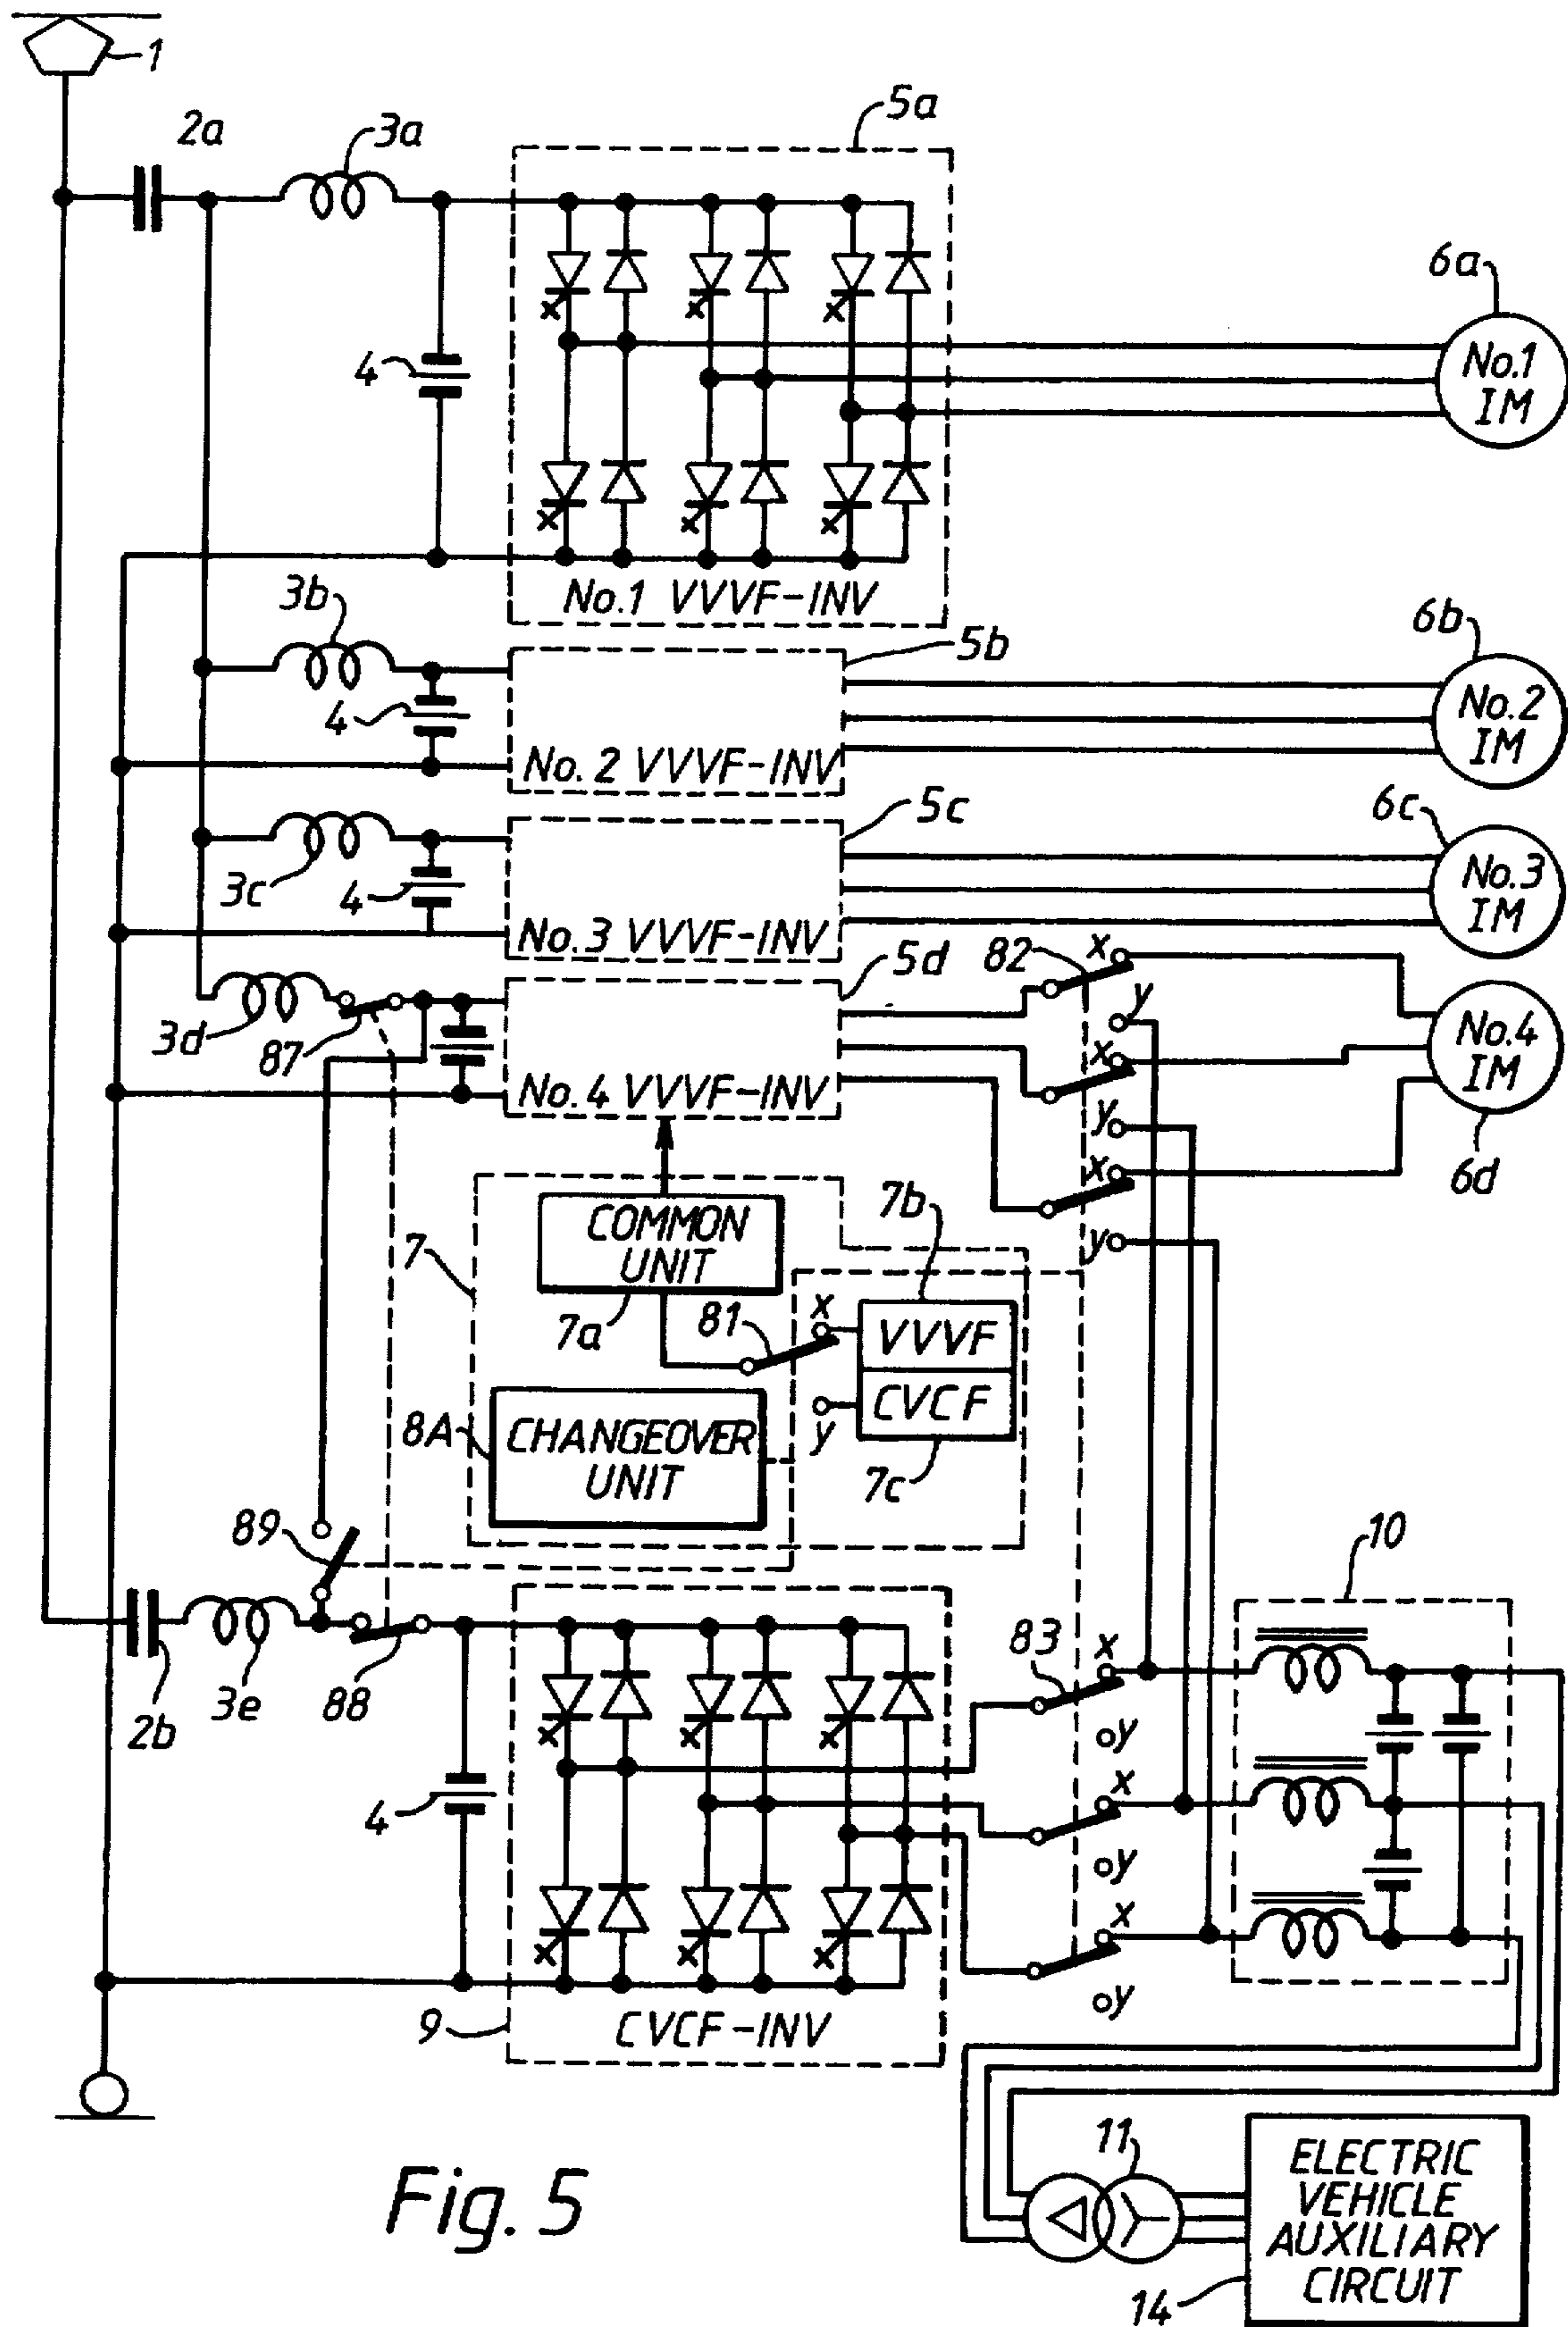 1
2a
3a
5a
6a
No.1
IM
4
No.1 VVVF-INV
3b
5b
6b
No.2
IM
4
No. 2 VVVF-INV
3c
5c
6c
No.3
IM
4
No.3 VVVF-INV
3d
87
5d
82
x
y
x
y
x
y
No.4
IM
6d
No. 4 VVVF-INV
7
COMMON
UNIT
7a
7b
81
x
y
VVVF
CVCF
7c
8A
CHANGEOVER
UNIT
89
2b
3e
88
4
x
x
x
x
x
x
x
x
x
x
x
x
9
CVCF-INV
83
x
y
x
y
x
y
10
11
ELECTRIC
VEHICLE
AUXILIARY
CIRCUIT
14
Fig. 5